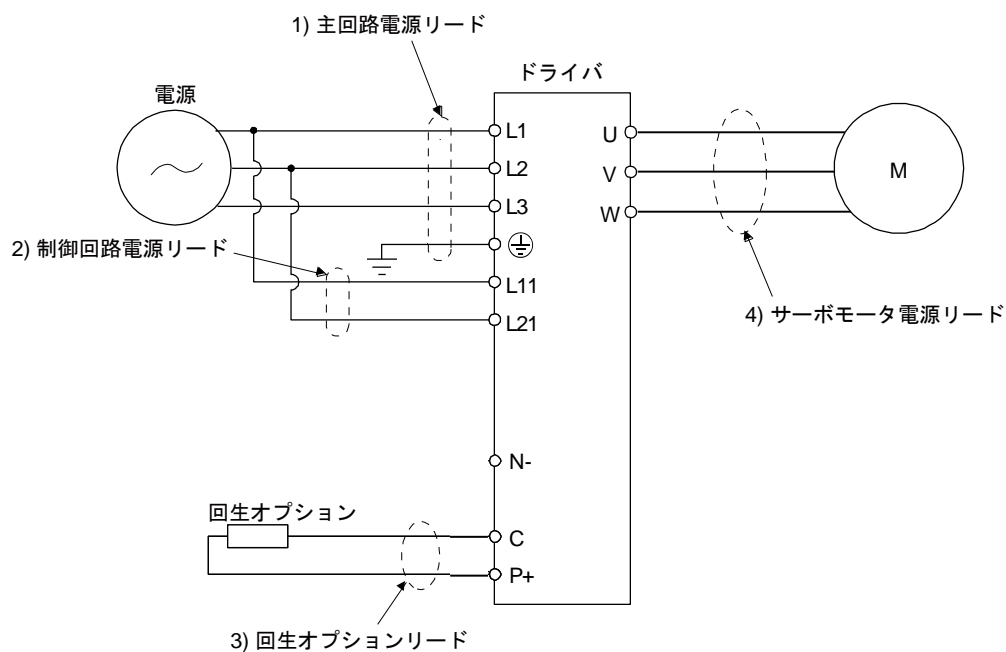 1) 主回路電源リード
ドライバ
電源
L1
U
L2
V
M
L3
W
2) 制御回路電源リード
L11
4) サーボモータ電源リード
L21
N-
回生オプション
C
P+
3) 回生オプションリード